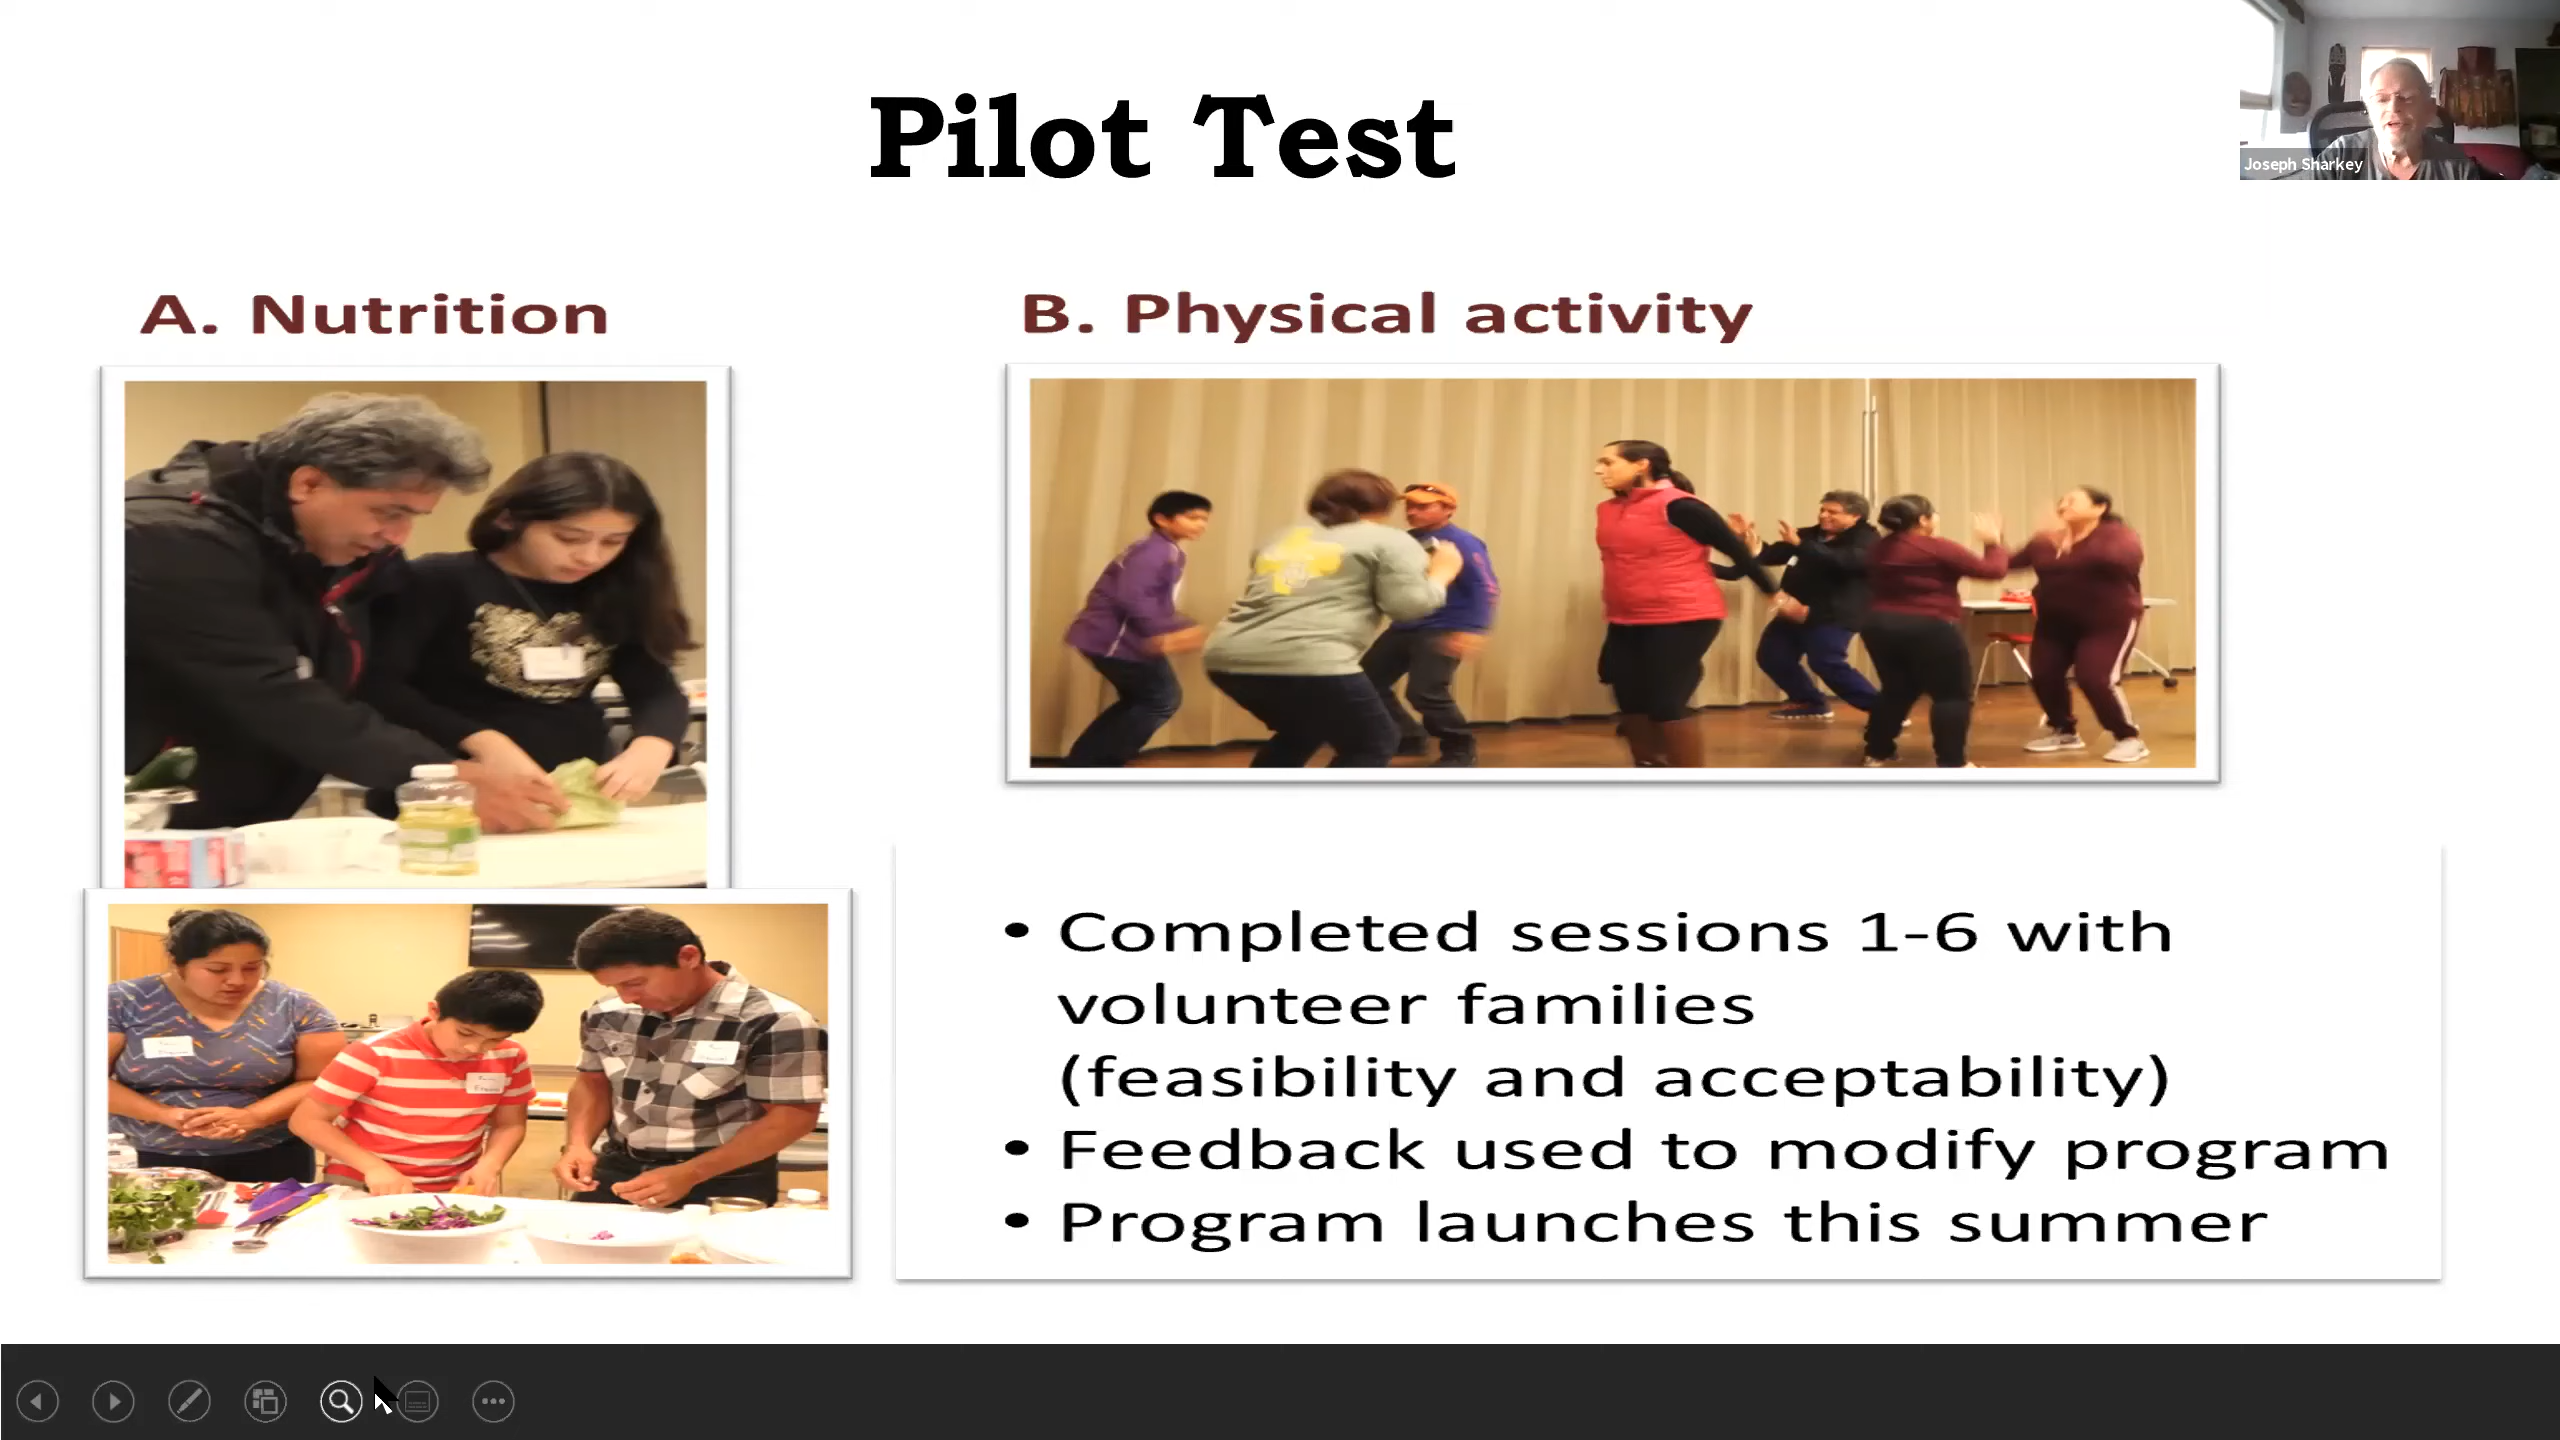 Pilot Test
Joseph Sharkey
A. Nutrition
B. Physical activity
• Completed sessions 1-6 with
volunteer families
(feasibility and acceptability)
• Feedback used to modify program
• Program launches this summer